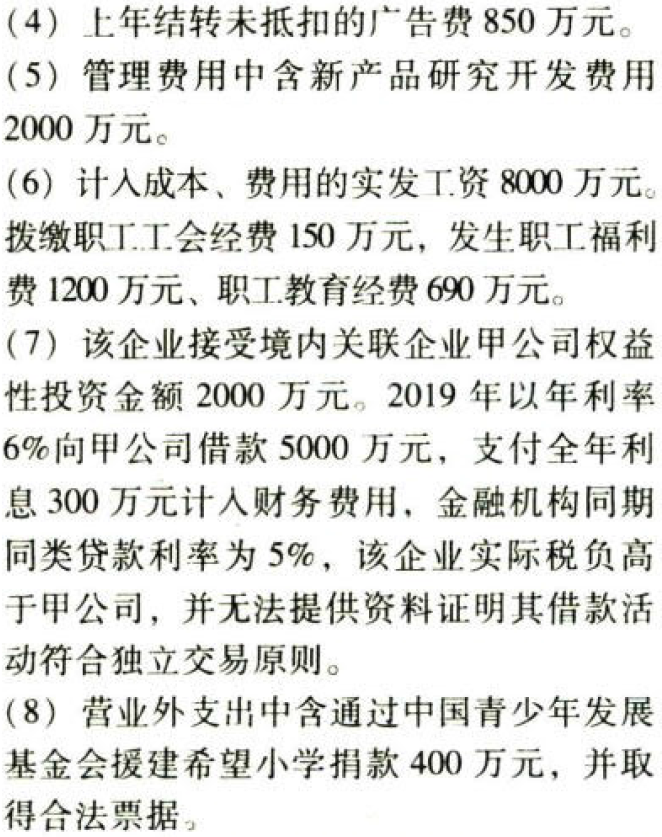 (4) 上年结转未抵扣的广告费 850 万元。
(5) 管理费用中含新产品研究开发费用
2000 万元。
(6) 计入成本、费用的实发工资 8000 万元。
拨缴职工工会经费 150 万元，发生职工福利
费 1200 万元、职工教育经费 690 万元。
(7) 该企业接受境内关联企业甲公司权益
性投资金额 2000 万元。2019 年以年利率
6%向甲公司借款 5000 万元，支付全年利
息 300 万元计入财务费用，金融机构同期
同类贷款利率为 5%，该企业实际税负高
于甲公司，并无法提供资料证明其借款活
动符合独立交易原则。
(8) 营业外支出中含通过中国青少年发展
基金会援建希望小学捐款 400 万元，并取
得合法票据。